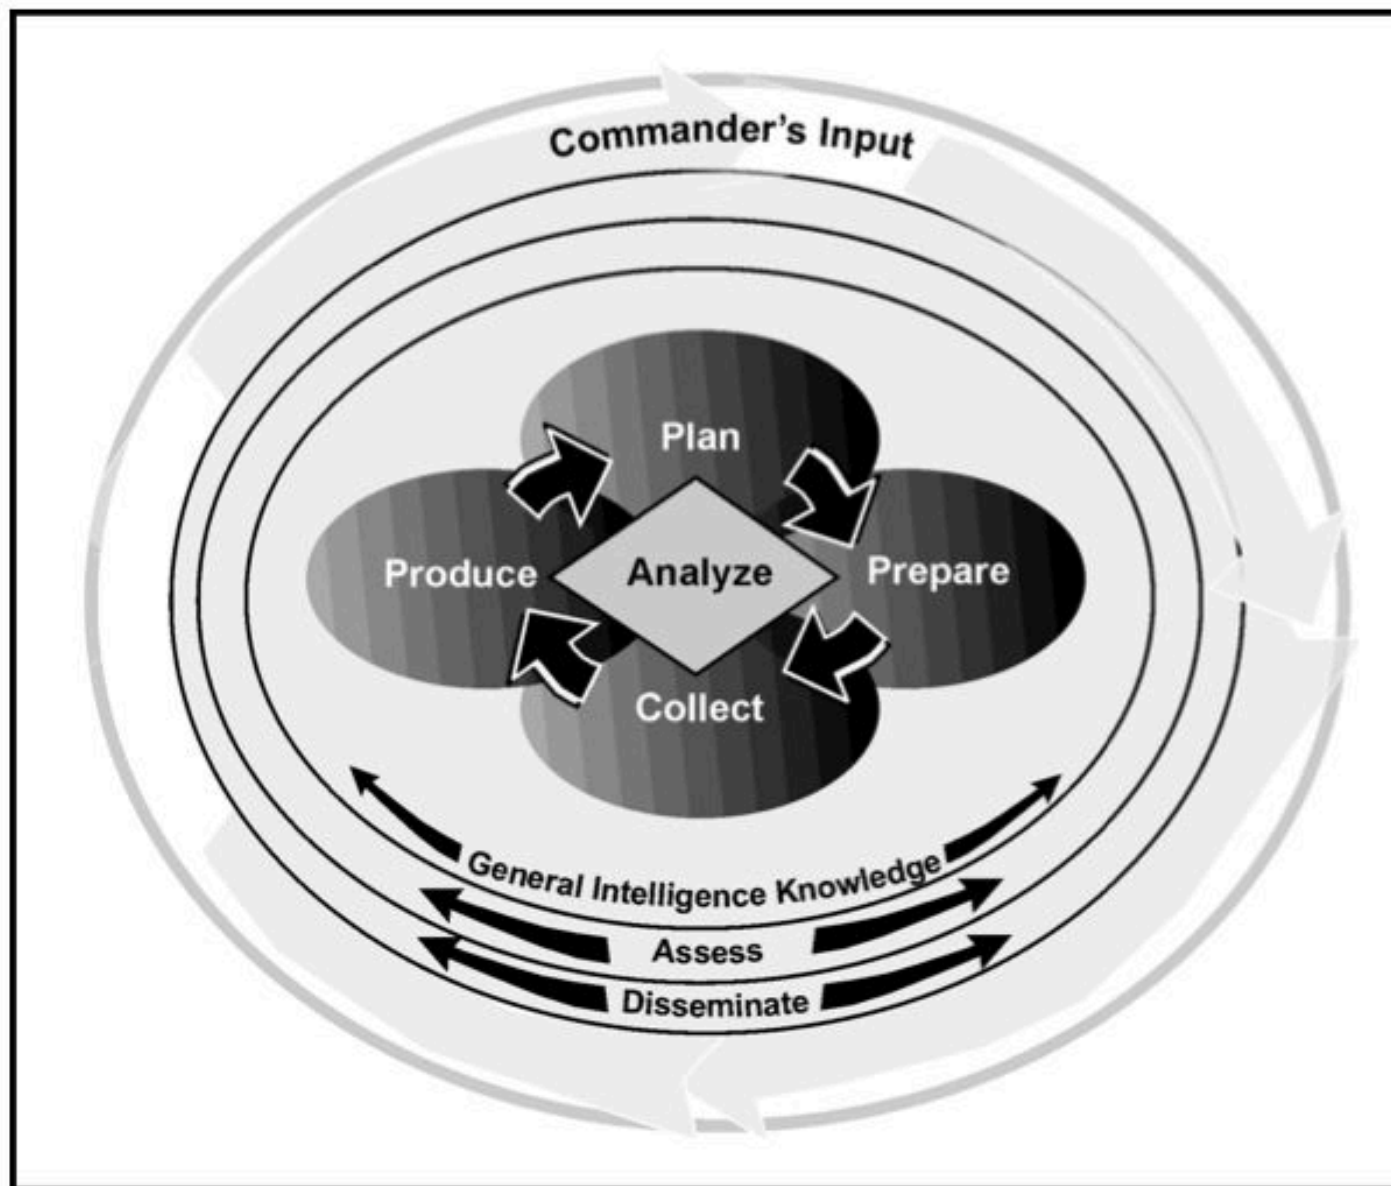 Commander's Input
Plan
Produce
Analyze
Prepare
Collect
General Intelligence Knowledge
Assess
Disseminate